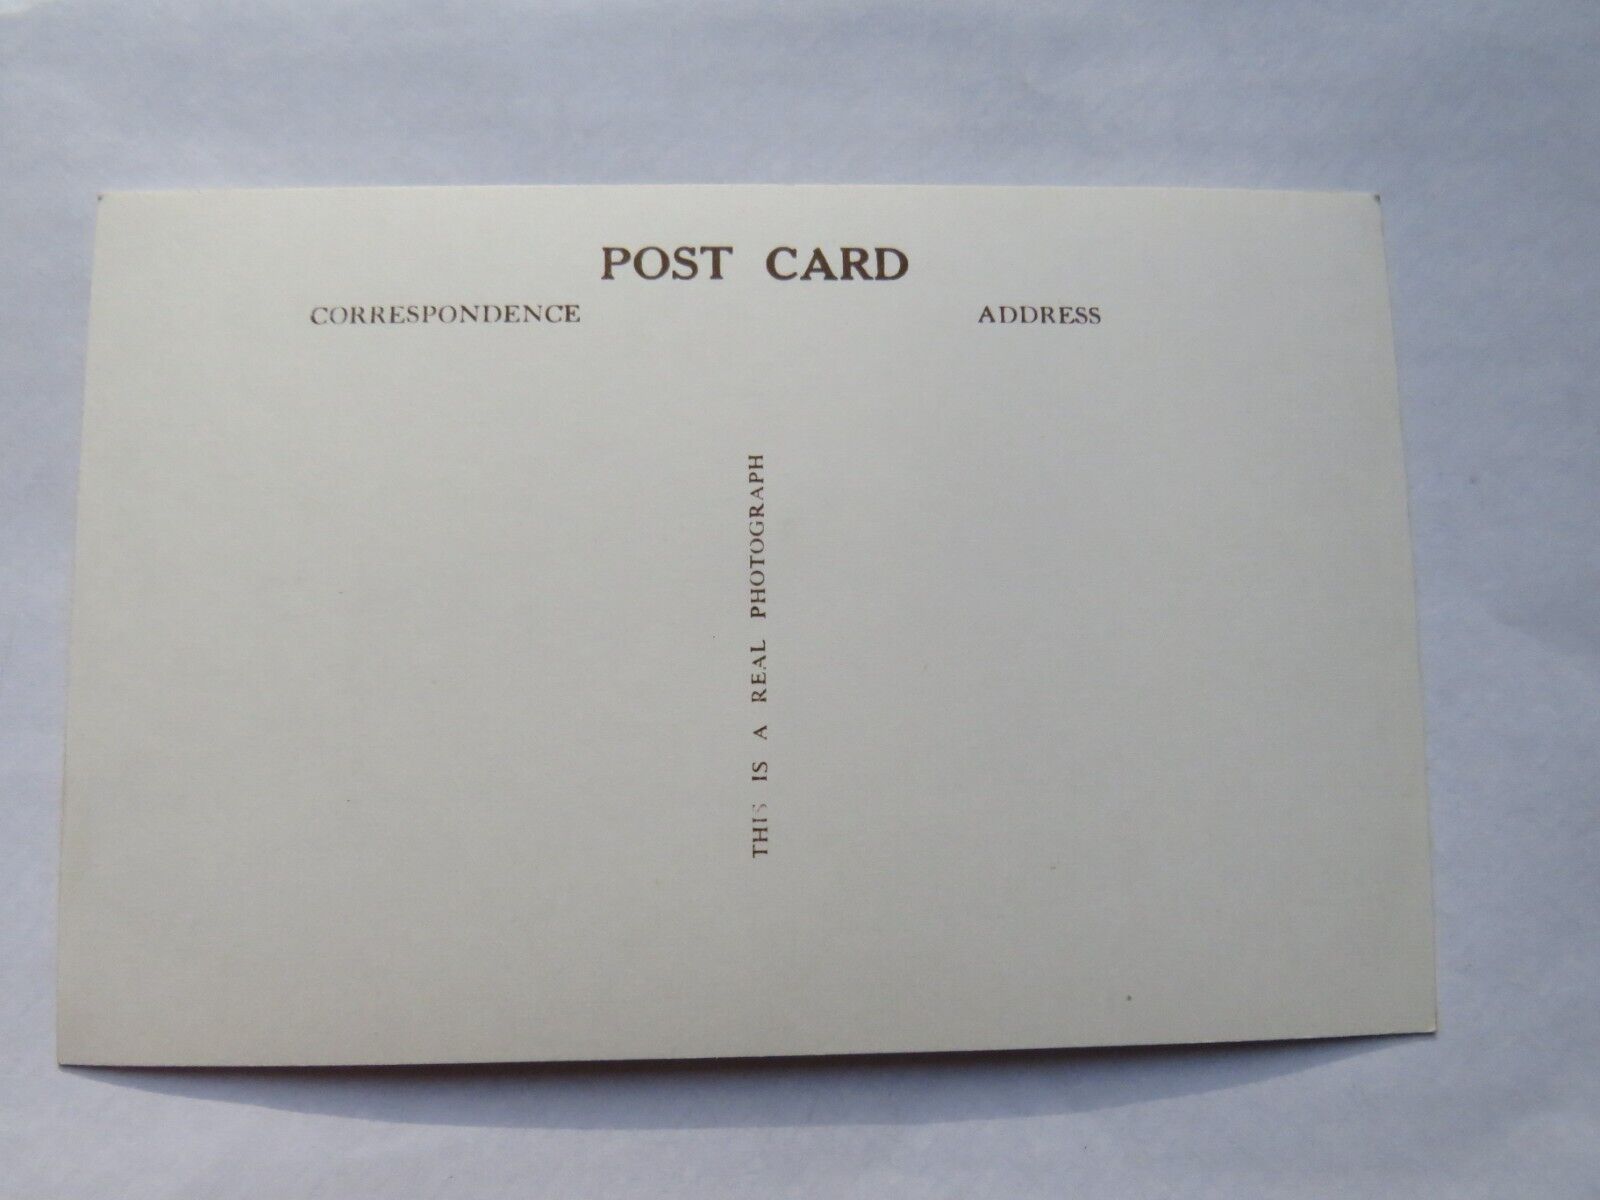 POST CARD
CORRESPONDENCE
ADDRESS
THIS IS A REAL PHOTOGRAPH